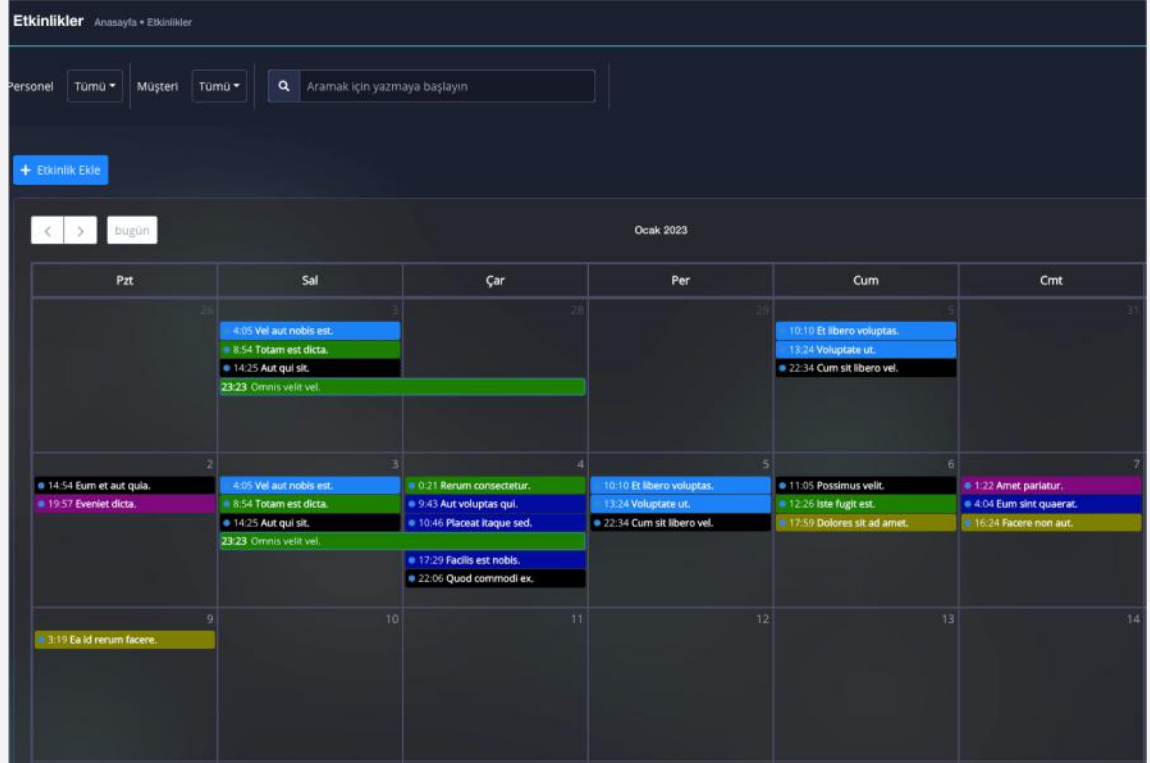 Etkinlikler Anasayfa • Etkinlikler
Personel Tümü Müşteri Tümü Aramak için yazmaya başlayın
+ Etkinlik Ekle
bugün Ocak 2023
Pzt Sal Çar Per Cum Cmt
26 3 28 29 5 31
4:05 Vel aut nobis est. 10:10 Et libero voluptas.
8:54 Totam est dicta. 13:24 Voluptate ut.
14:25 Aut qui sit. 22:34 Cum sit libero vel.
23:23 Omnis velit vel.
2 3 4 5 6 7
14:54 Eum et aut quia. 4:05 Vel aut nobis est. 0:21 Rerum consectetur. 10:10 Et libero voluptas. 11:05 Possimus velit. 1:22 Amet pariatur.
19:57 Eveniet dicta. 8:54 Totam est dicta. 9:43 Aut voluptas qui. 13:24 Voluptate ut. 12:26 Iste fugit est. 4:04 Eum sint quaerat.
14:25 Aut qui sit. 10:46 Placeat itaque sed. 22:34 Cum sit libero vel. 17:59 Dolores sit ad amet. 16:24 Facere non aut.
23:23 Omnis velit vel.
17:29 Facilis est nobis.
22:06 Quod commodi ex.
9 10 11 12 13 14
3:19 Ea id rerum facere.